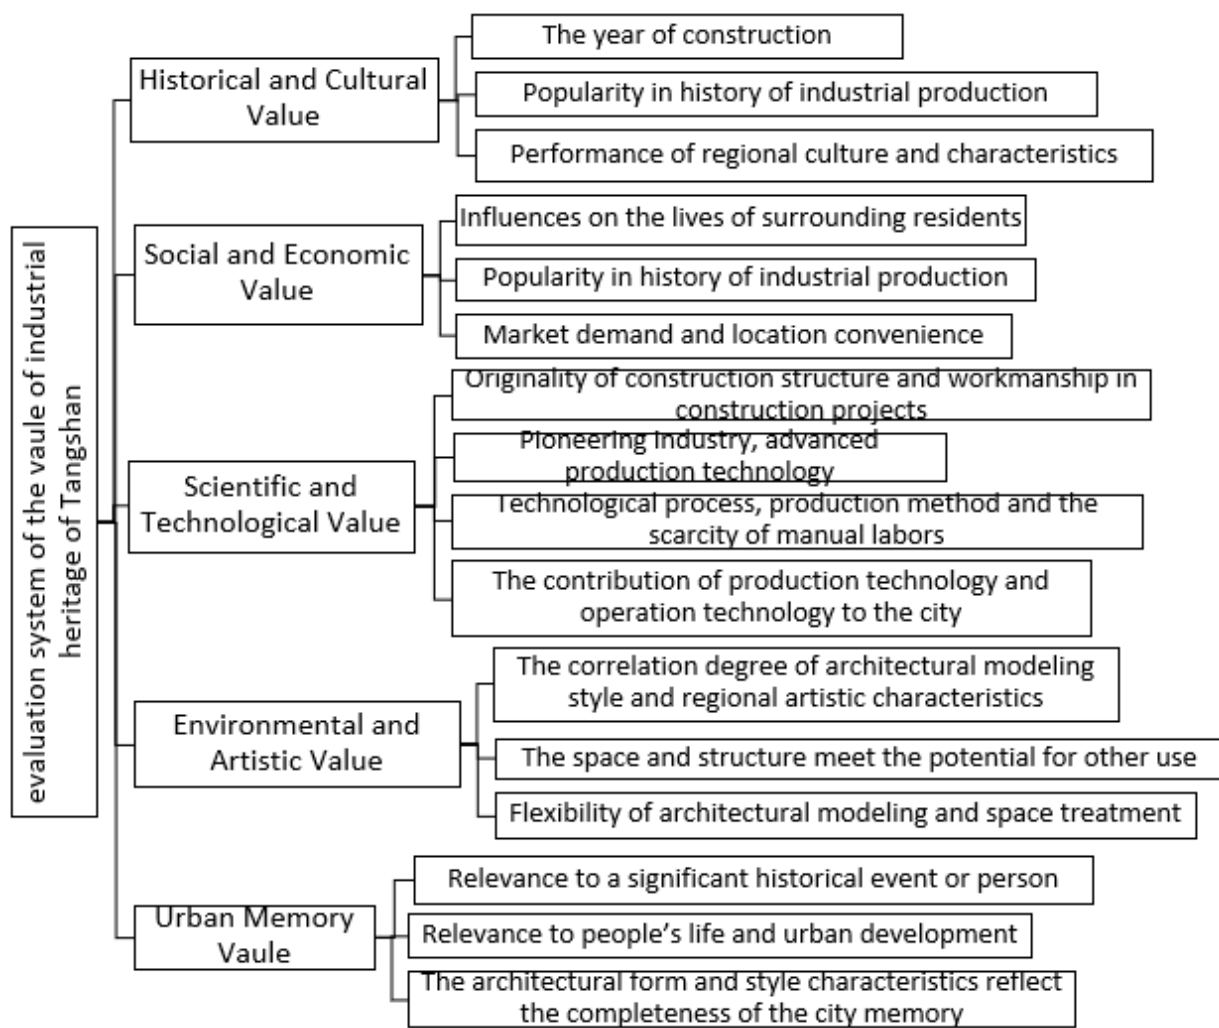 evaluation system of the vaule of industrial
heritage of Tangshan
Historical and Cultural
Value
The year of construction
Popularity in history of industrial production
Performance of regional culture and characteristics
Social and Economic
Value
Influences on the lives of surrounding residents
Popularity in history of industrial production
Market demand and location convenience
Scientific and
Technological Value
Originality of construction structure and workmanship in
construction projects
Pioneering industry, advanced
production technology
Technological process, production method and the
scarcity of manual labors
The contribution of production technology and
operation technology to the city
Environmental and
Artistic Value
The correlation degree of architectural modeling
style and regional artistic characteristics
The space and structure meet the potential for other use
Flexibility of architectural modeling and space treatment
Urban Memory
Vaule
Relevance to a significant historical event or person
Relevance to people’s life and urban development
The architectural form and style characteristics reflect
the completeness of the city memory